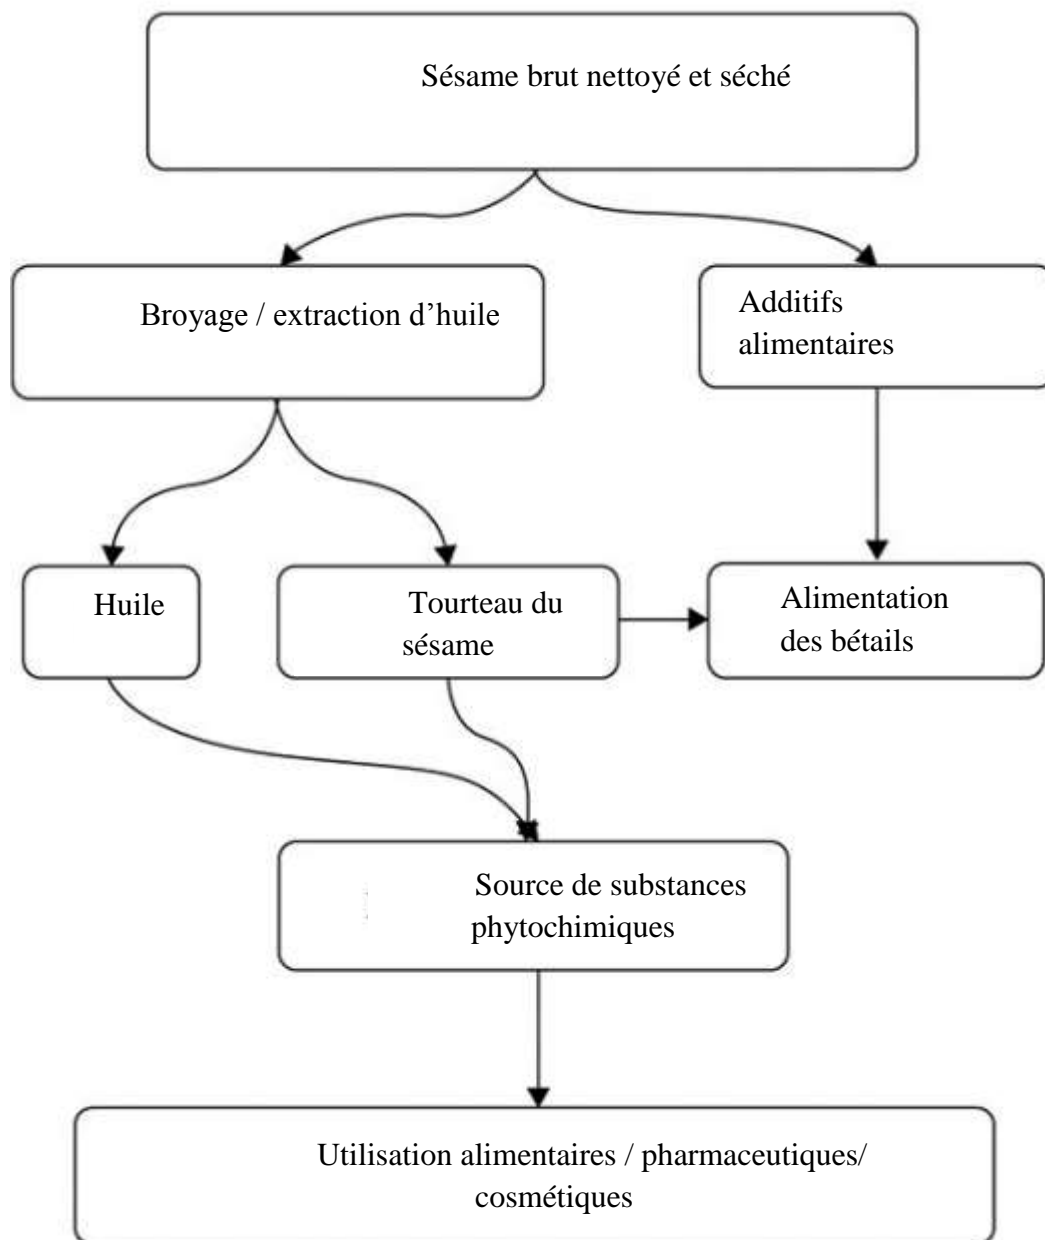 Sésame brut nettoyé et séché
Broyage / extraction d’huile
Additifs
alimentaires
Huile
Tourteau du
sésame
Alimentation
des bétails
Source de substances
phytochimiques
Utilisation alimentaires / pharmaceutiques/
cosmétiques